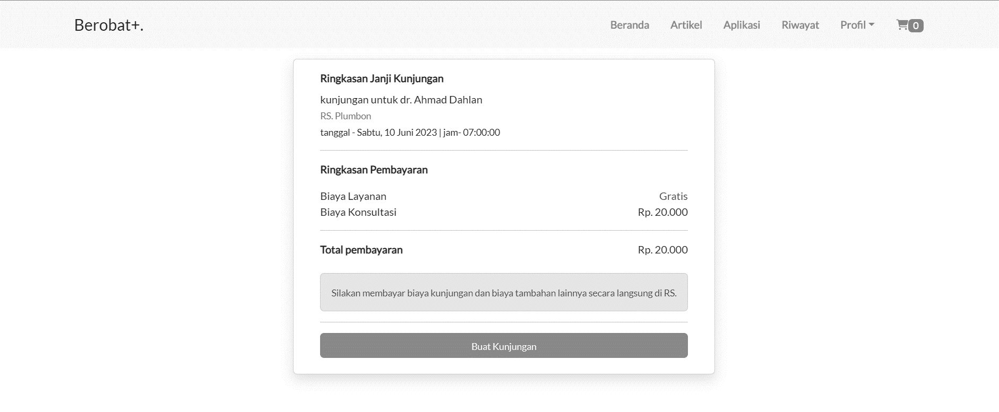 Berobat+.
Beranda Artikel Aplikasi Riwayat Profil 0
Ringkasan Janji Kunjungan
kunjungan untuk dr. Ahmad Dahlan
RS. Plumbon
tanggal - Sabtu, 10 Juni 2023 | jam- 07:00:00
Ringkasan Pembayaran
Biaya Layanan Gratis
Biaya Konsultasi Rp. 20.000
Total pembayaran Rp. 20.000
Silakan membayar biaya kunjungan dan biaya tambahan lainnya secara langsung di RS.
Buat Kunjungan